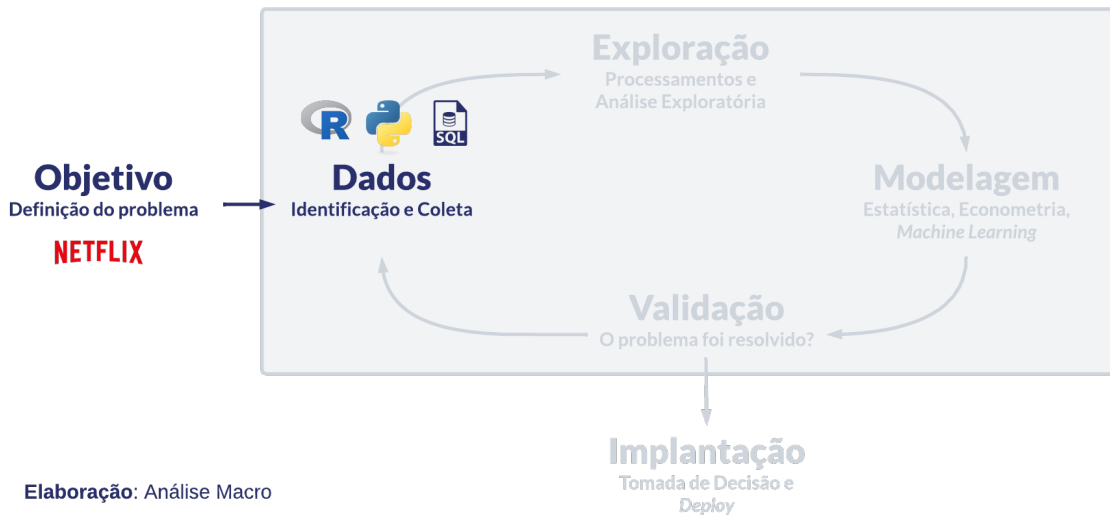 Exploração
Processamentos e
Análise Exploratória
R
SQL
Objetivo
Definição do problema
NETFLIX
Dados
Identificação e Coleta
Modelagem
Estatística, Econometria,
Machine Learning
Validação
O problema foi resolvido?
Implantação
Tomada de Decisão e
Deploy
Elaboração: Análise Macro